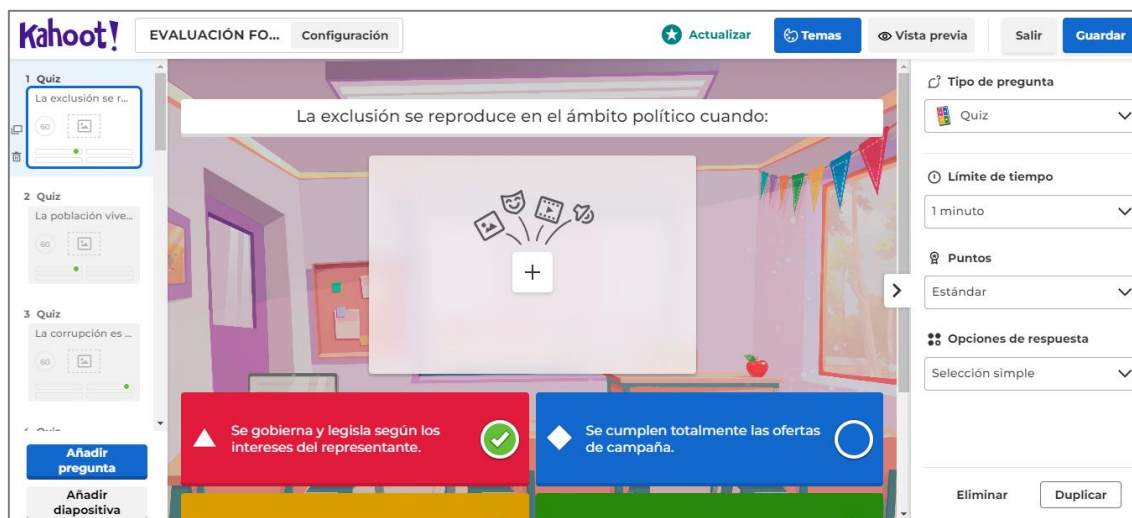 Kahoot!
EVALUACIÓN FO...
Configuración
Actualizar
Temas
Vista previa
Salir
Guardar
1 Quiz
La exclusión se r...
60
2 Quiz
La población vive...
60
3 Quiz
La corrupción es ...
60
Añadir
pregunta
Añadir
diapositiva
La exclusión se reproduce en el ámbito político cuando:
+
Se gobierna y legisla según los
intereses del representante.
Se cumplen totalmente las ofertas
de campaña.
Tipo de pregunta
Quiz
Límite de tiempo
1 minuto
Puntos
Estándar
Opciones de respuesta
Selección simple
Eliminar
Duplicar